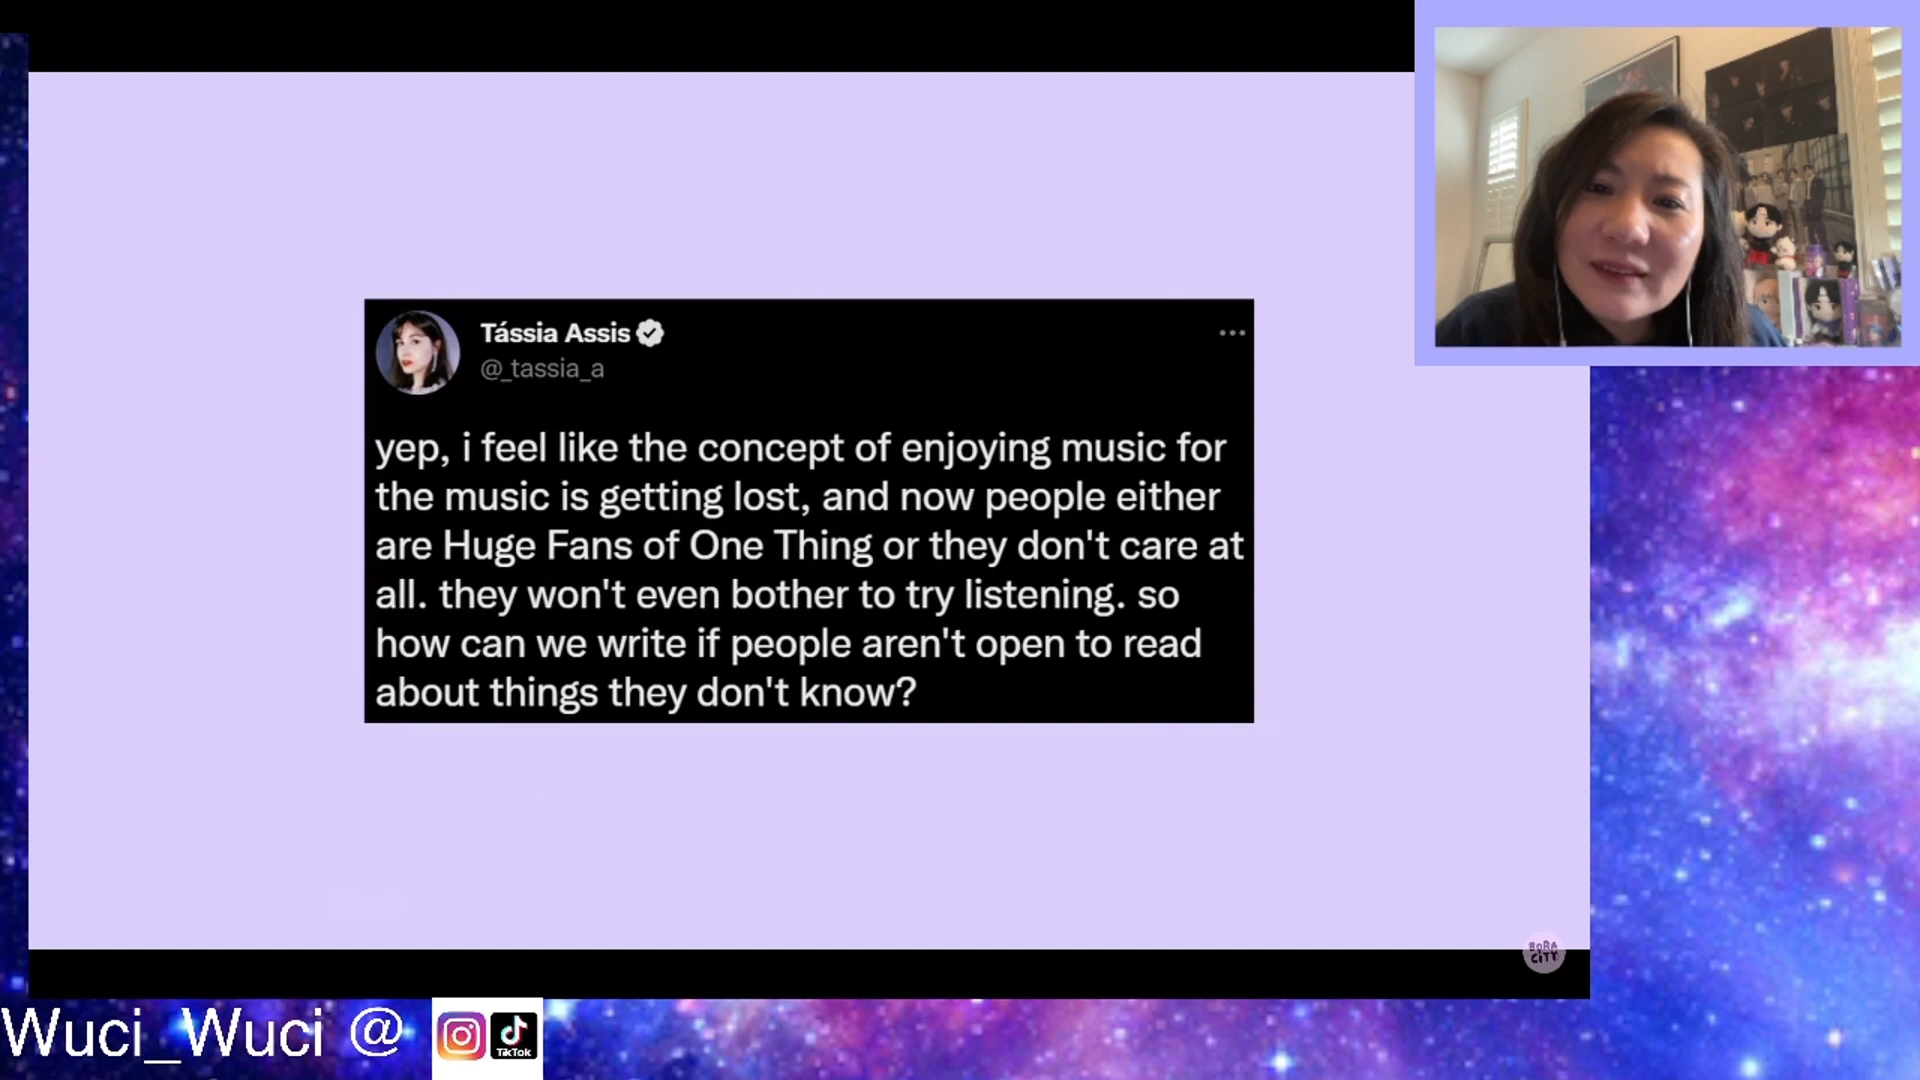 Tássia Assis
@_tassia_a
yep, i feel like the concept of enjoying music for
the music is getting lost, and now people either
are Huge Fans of One Thing or they don't care at
all. they won't even bother to try listening. so
how can we write if people aren't open to read
about things they don't know?
BORA
CITY
Wuci_Wuci @
TikTok